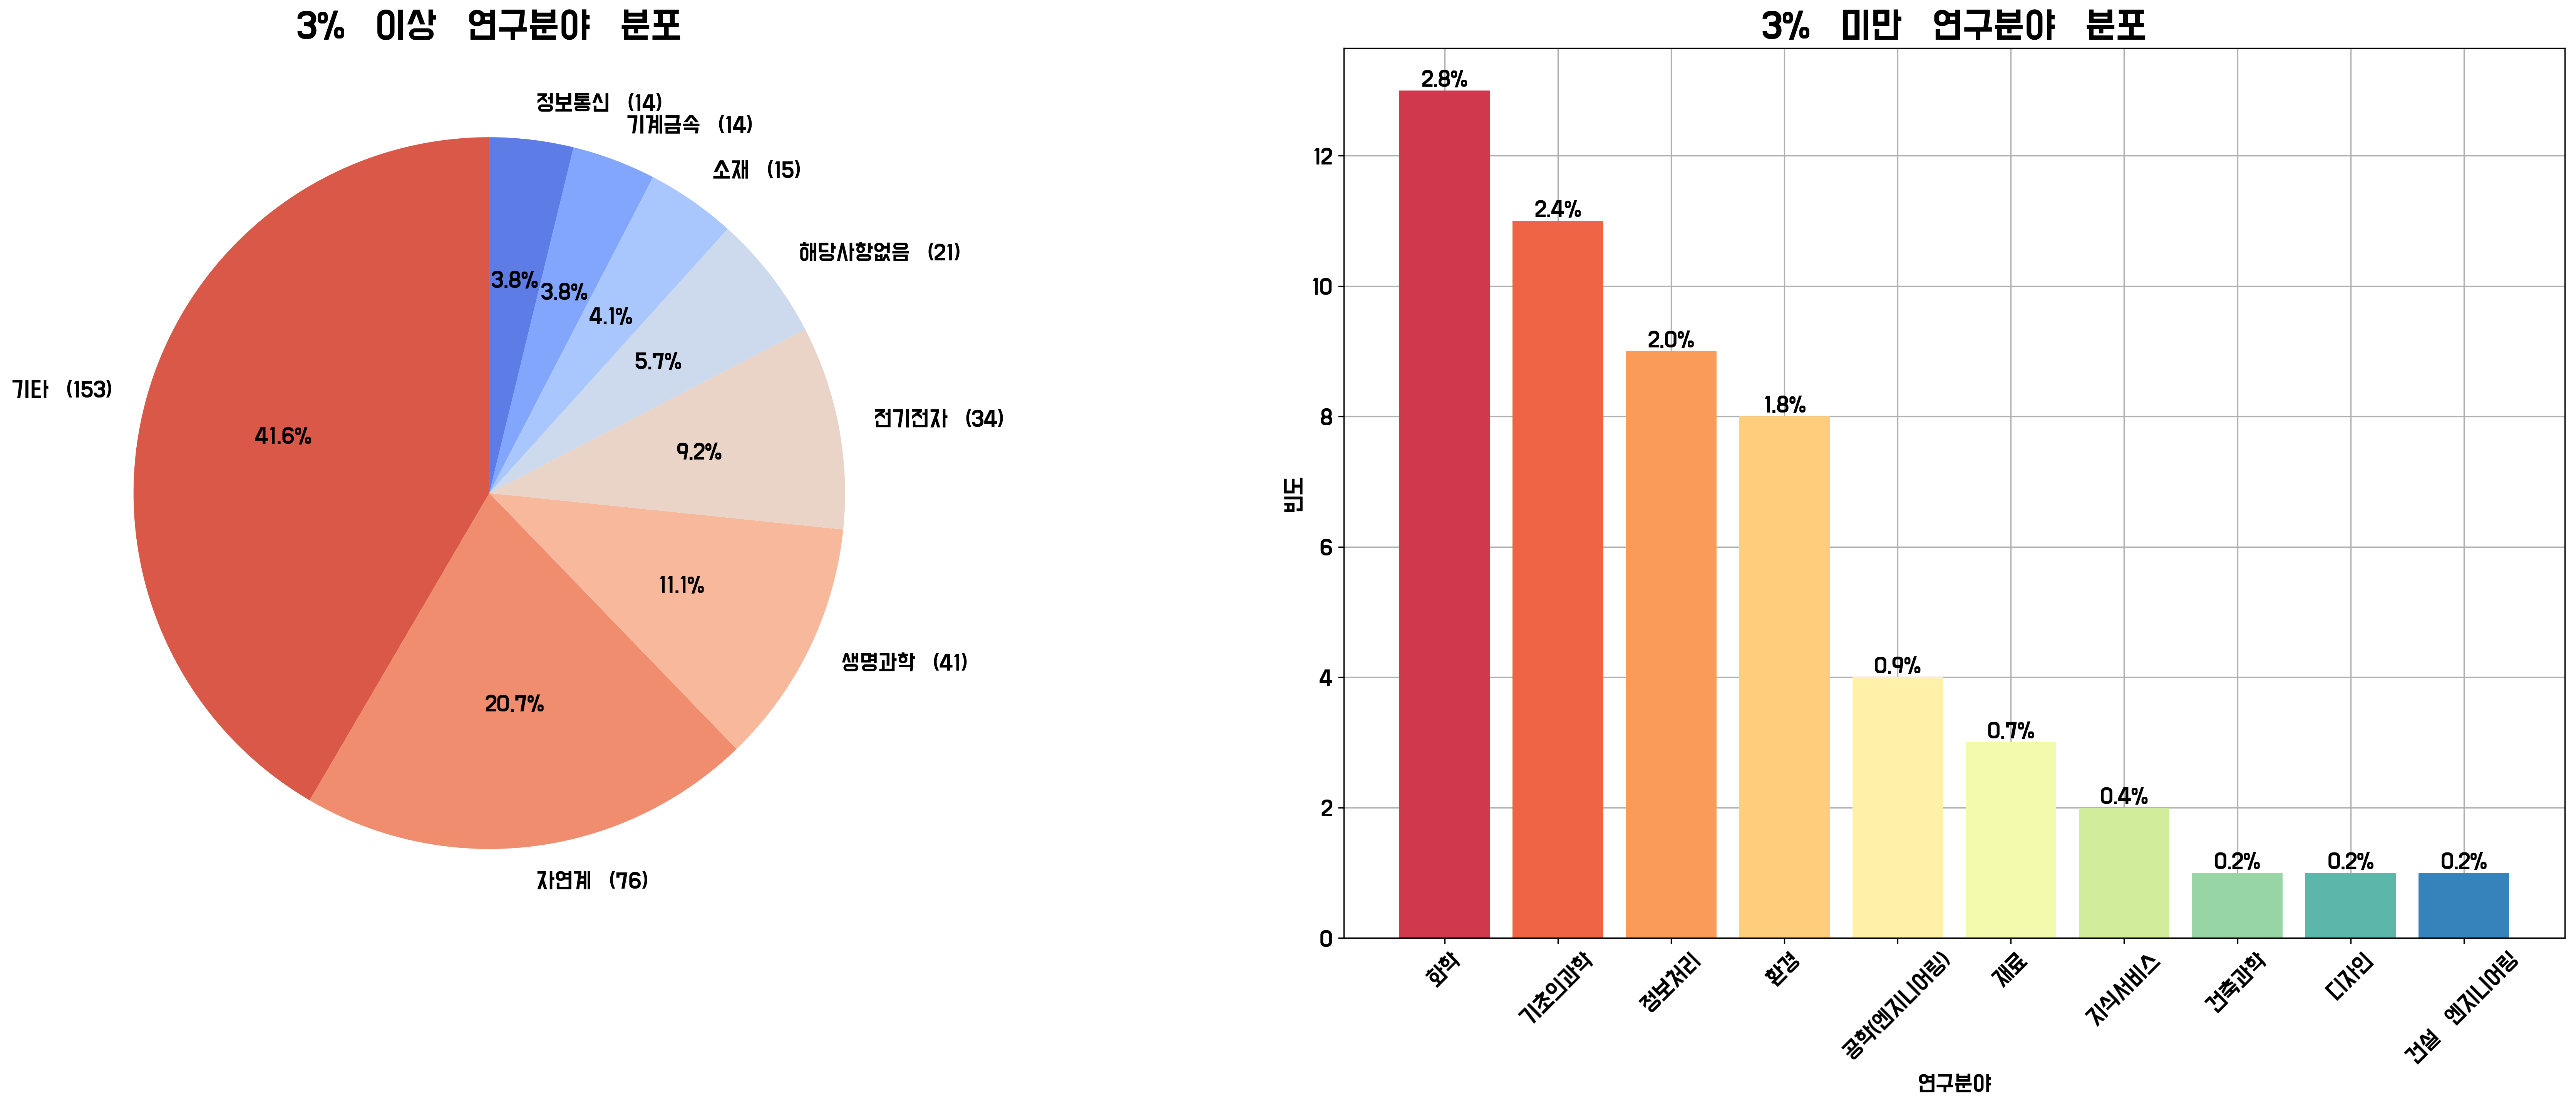 3% 이상 연구분야 분포
정보통신 (14)
기계금속 (14)
소재 (15)
해당사항없음 (21)
전기전자 (34)
생명과학 (41)
자연계 (76)
기타 (153)
3.8%
3.8%
4.1%
5.7%
9.2%
11.1%
20.7%
41.6%
3% 미만 연구분야 분포
빈도
12
10
8
6
4
2
0
2.8%
2.4%
2.0%
1.8%
0.9%
0.7%
0.4%
0.2%
0.2%
0.2%
화학
기초의과학
정보처리
환경
공학(엔지니어링)
재료
지식서비스
건축과학
디자인
건설 엔지니어링
연구분야